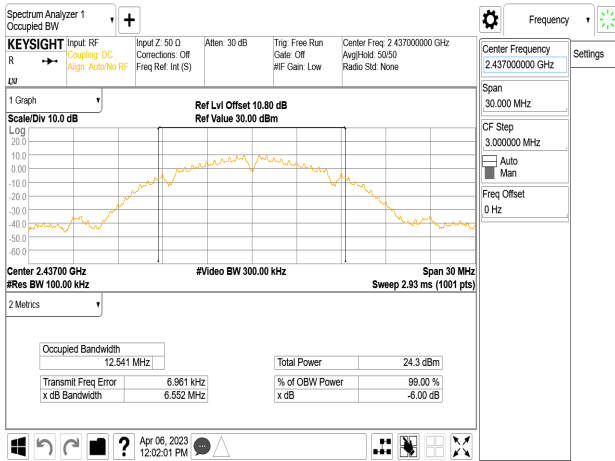 Spectrum Analyzer 1
Occupied BW
Frequency
KEYSIGHT
R
Input: RF
Coupling: DC
Align: Auto/No RF
Input Z: 50 Ω
Corrections: Off
Freq Ref: Int (S)
Atten: 30 dB
Trig: Free Run
Gate: Off
#IF Gain: Low
Center Freq: 2.437000000 GHz
Avg|Hold: 50/50
Radio Std: None
Center Frequency
2.437000000 GHz
Settings
Span
30.000 MHz
CF Step
3.000000 MHz
Auto
Man
Freq Offset
0 Hz
1 Graph
Ref Lvl Offset 10.80 dB
Scale/Div 10.0 dB
Ref Value 30.00 dBm
Log
20.0
10.0
0.00
-10.0
-20.0
-30.0
-40.0
-50.0
-60.0
Center 2.43700 GHz
#Video BW 300.00 kHz
Span 30 MHz
#Res BW 100.00 kHz
Sweep 2.93 ms (1001 pts)
2 Metrics
Occupied Bandwidth
12.541 MHz
Total Power 24.3 dBm
Transmit Freq Error 6.961 kHz
% of OBW Power 99.00 %
x dB Bandwidth 6.552 MHz
x dB -6.00 dB
?
Apr 06, 2023
12:02:01 PM